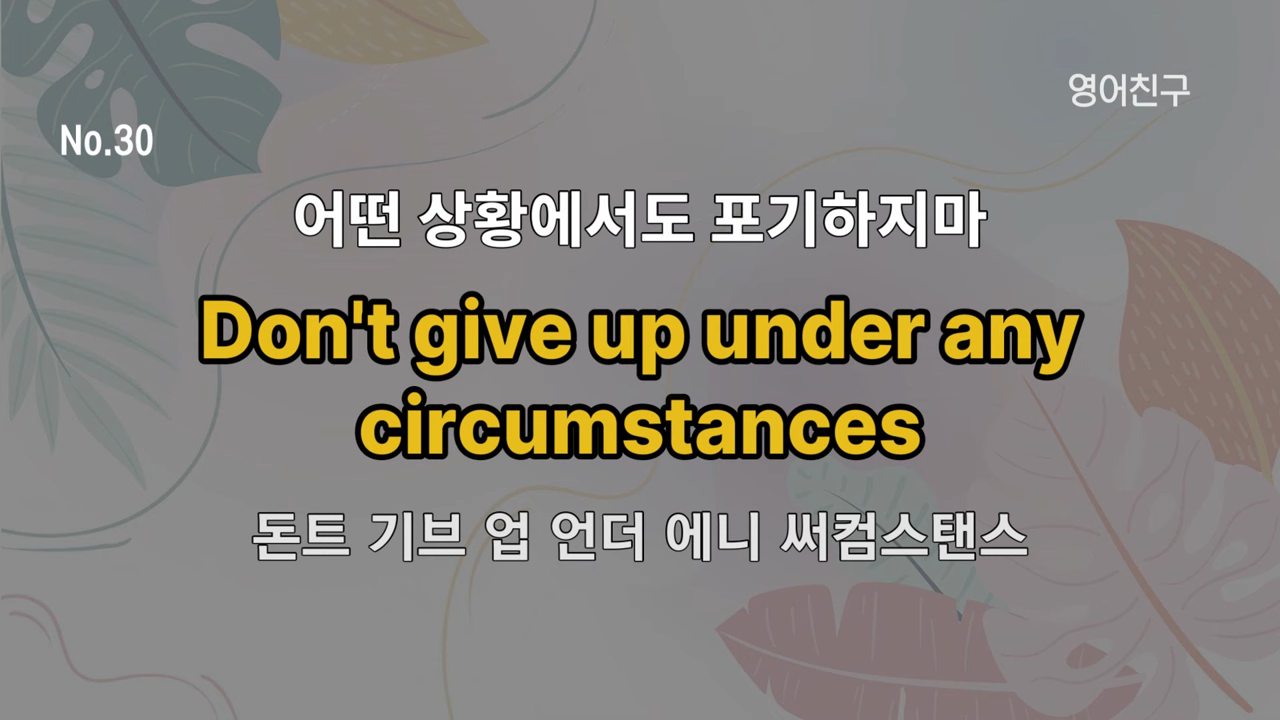 영어친구
No.30
어떤 상황에서도 포기하지마
Don't give up under any
circumstances
돈트 기브 업 언더 에니 써컴스탠스